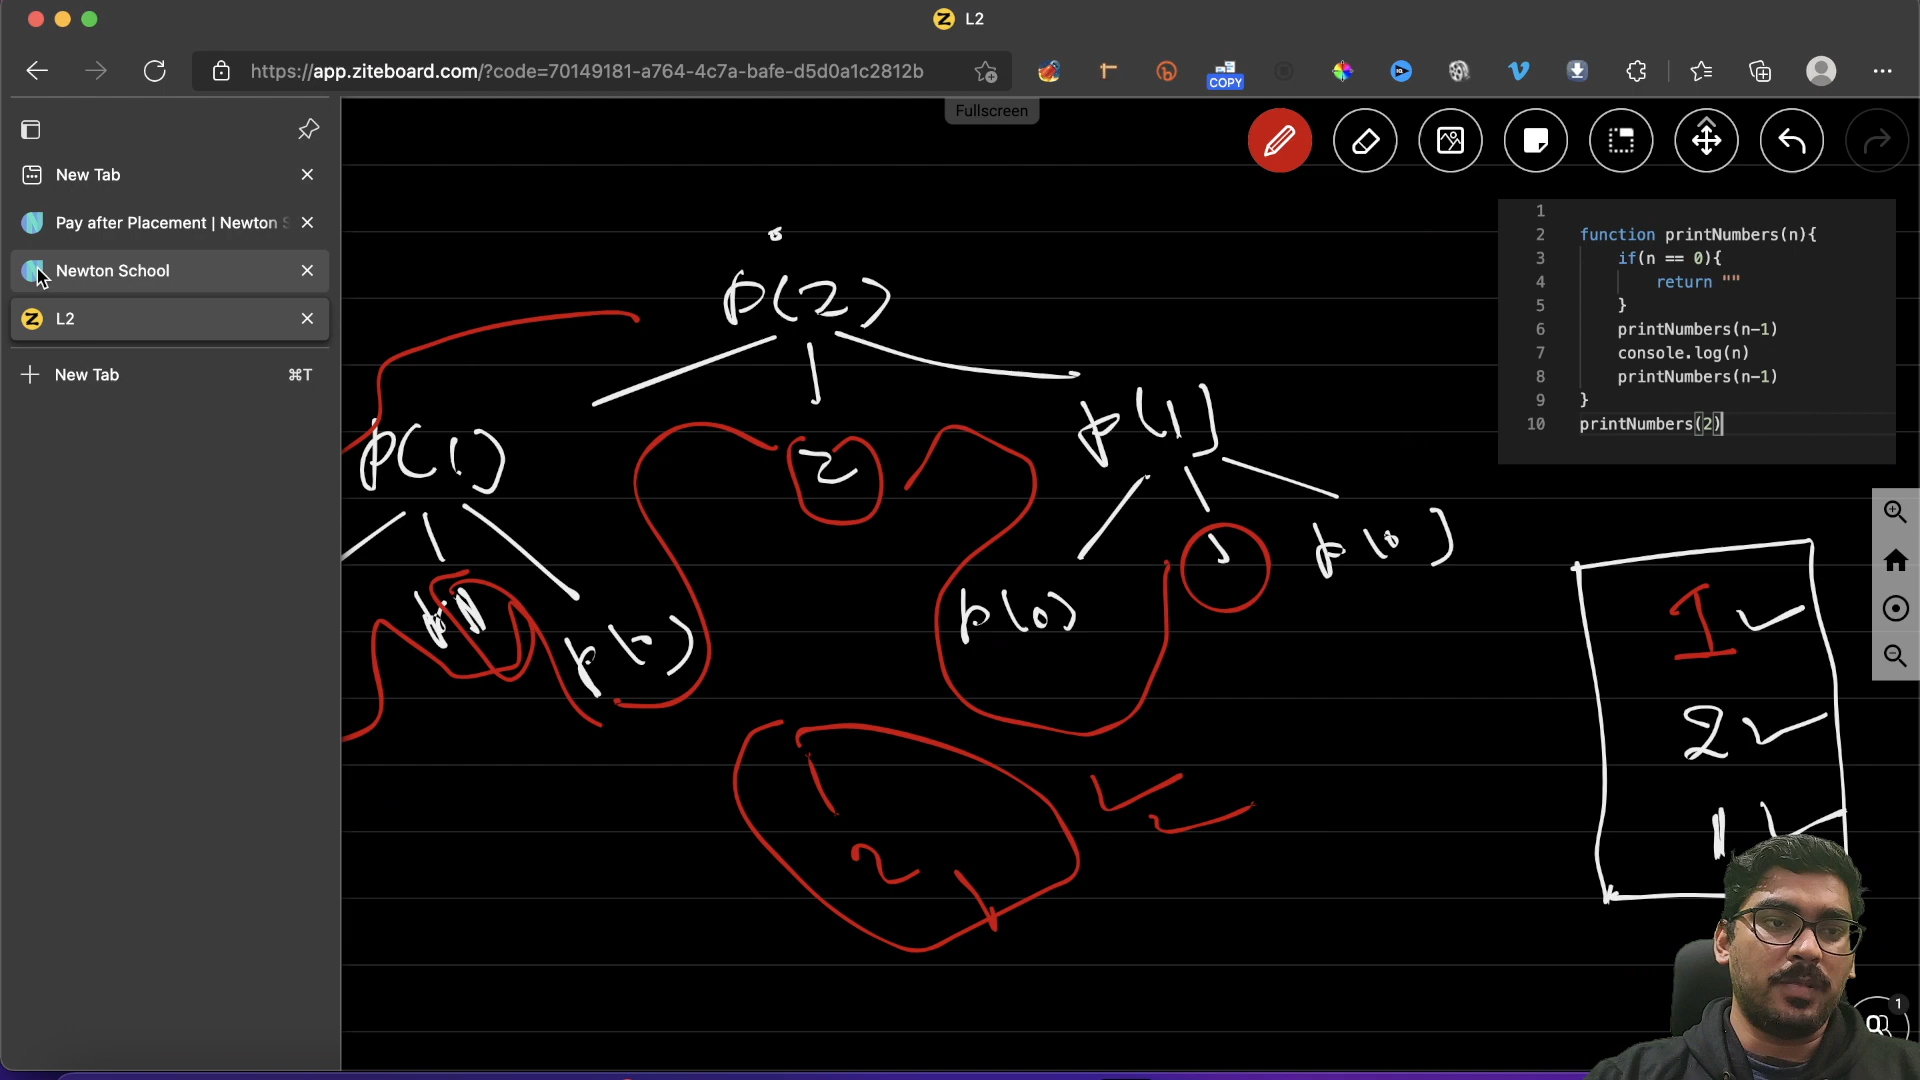 L2
https://app.ziteboard.com/?code=70149181-a764-4c7a-bafe-d5d0a1c2812b
COPY
Fullscreen
New Tab
Pay after Placement | Newton S
Newton School
L2
New Tab
⌘T
1
2 function printNumbers(n){
3 if(n == 0){
4 return ""
5 }
6 printNumbers(n-1)
7 console.log(n)
8 printNumbers(n-1)
9 }
10 printNumbers(2)
p(2)
p(1)
2
p(1)
p(0)
p(0)
p(0)
1
2
1
1
2
1
1